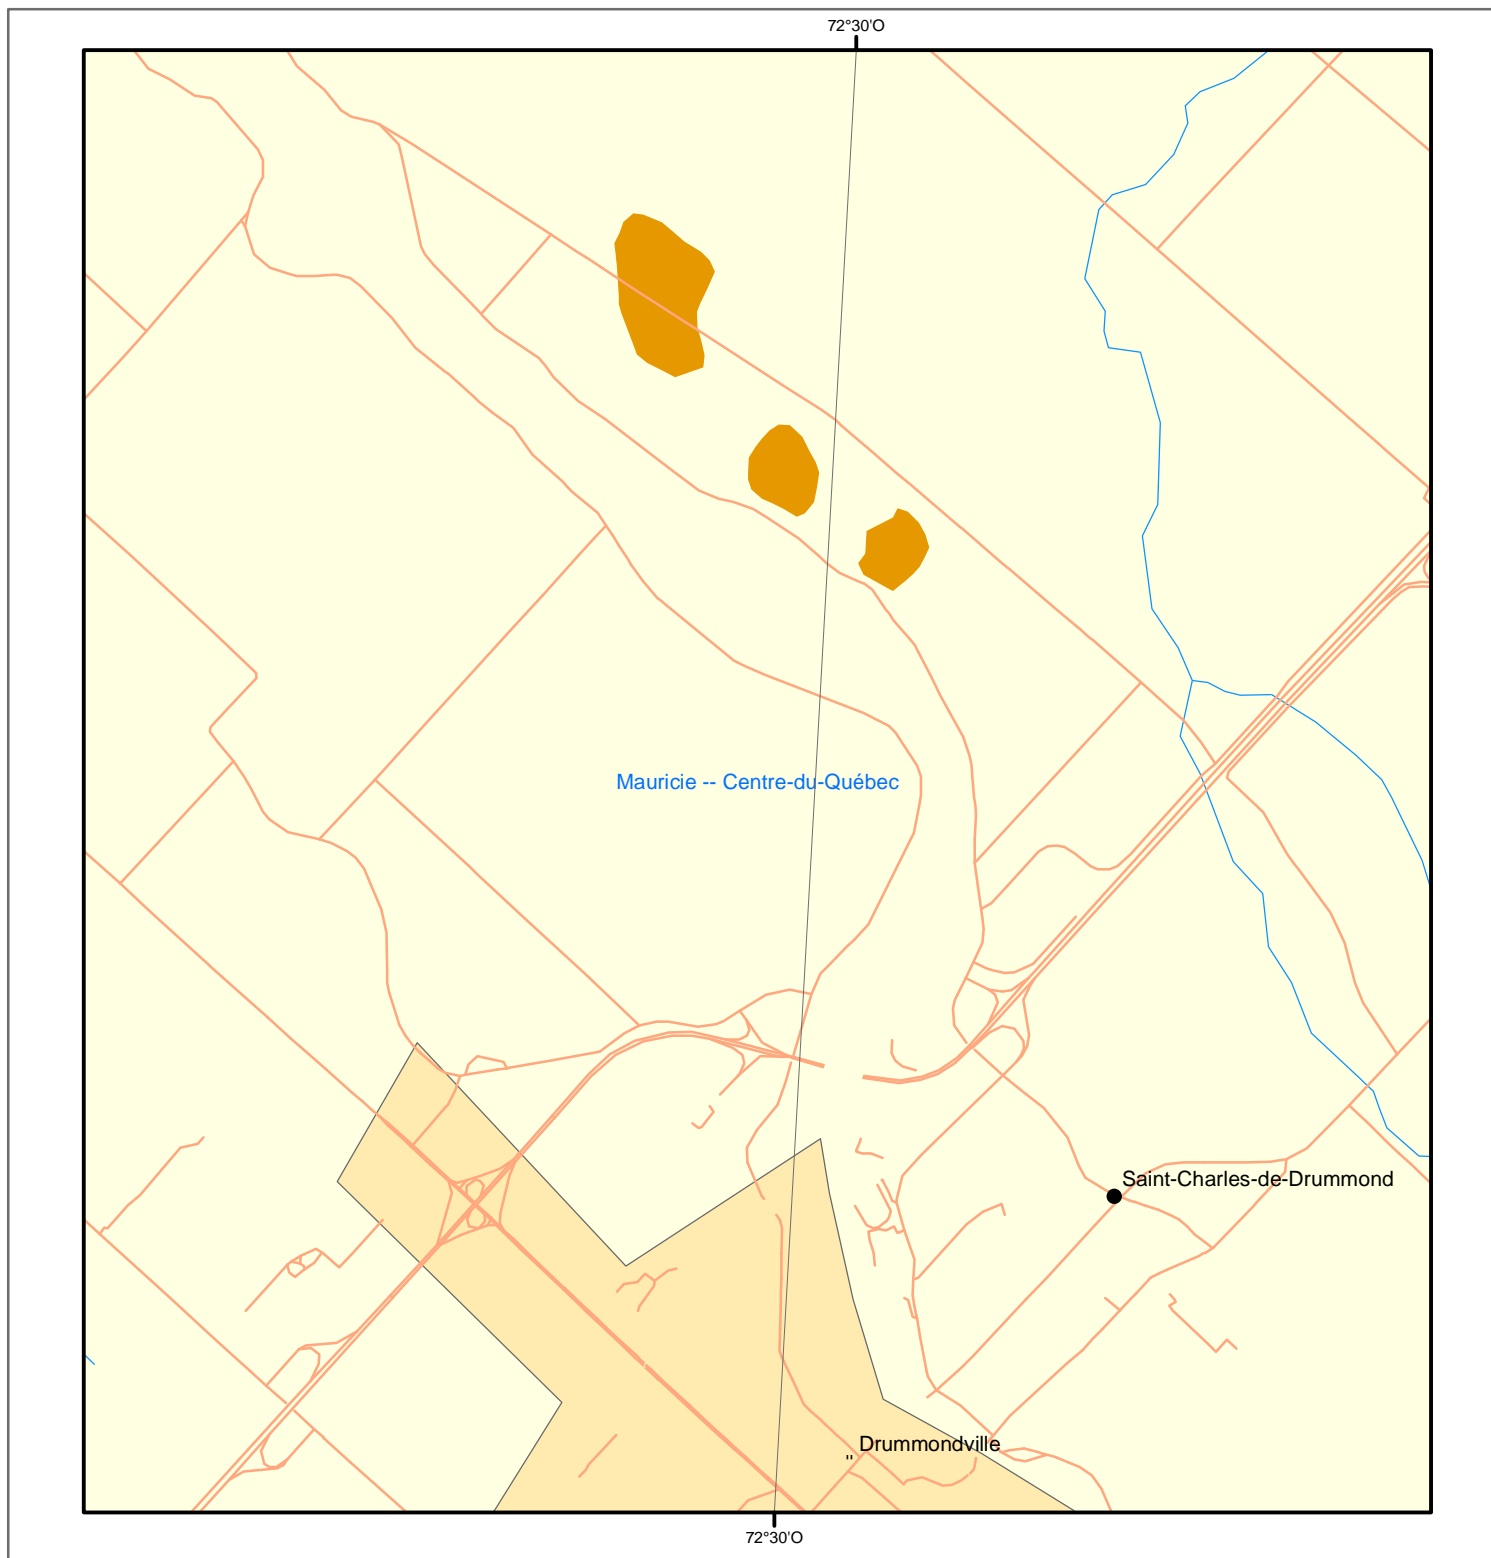 72°30'O
Mauricie -- Centre-du-Québec
Saint-Charles-de-Drummond
Drummondville
"
72°30'O